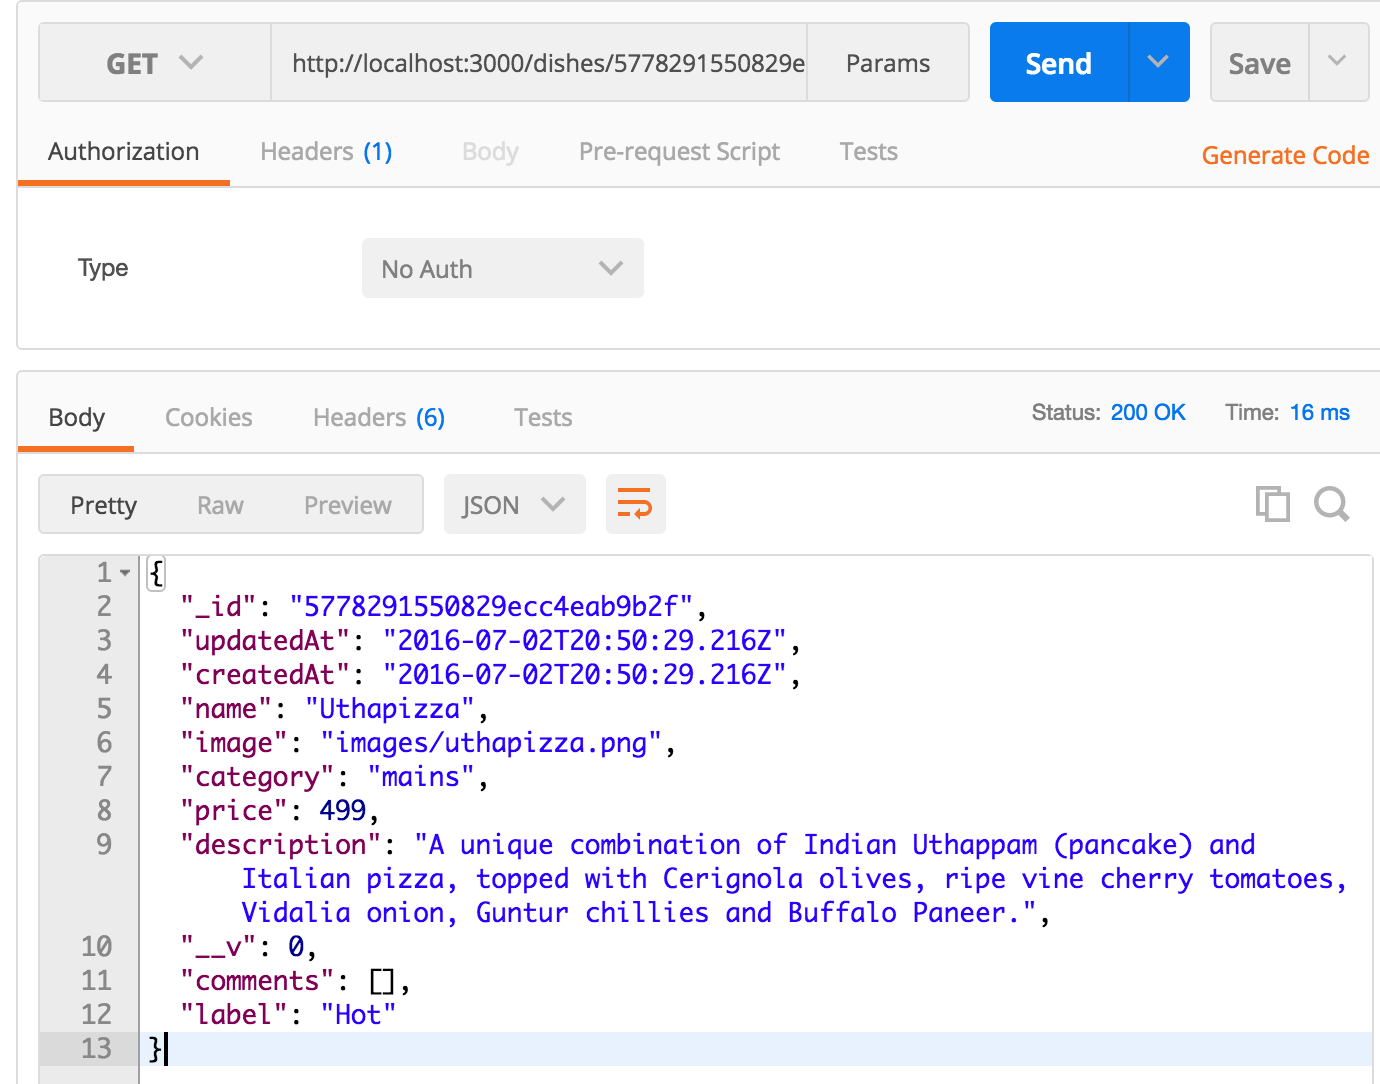 GET http://localhost:3000/dishes/5778291550829e Params Send Save
Authorization Headers (1) Body Pre-request Script Tests Generate Code
Type No Auth
Body Cookies Headers (6) Tests Status: 200 OK Time: 16 ms
Pretty Raw Preview JSON
1 {
2 "_id": "5778291550829ecc4eab9b2f",
3 "updatedAt": "2016-07-02T20:50:29.216Z",
4 "createdAt": "2016-07-02T20:50:29.216Z",
5 "name": "Uthapizza",
6 "image": "images/uthapizza.png",
7 "category": "mains",
8 "price": 499,
9 "description": "A unique combination of Indian Uthappam (pancake) and
Italian pizza, topped with Cerignola olives, ripe vine cherry tomatoes,
Vidalia onion, Guntur chillies and Buffalo Paneer.",
10 "__v": 0,
11 "comments": [],
12 "label": "Hot"
13 }